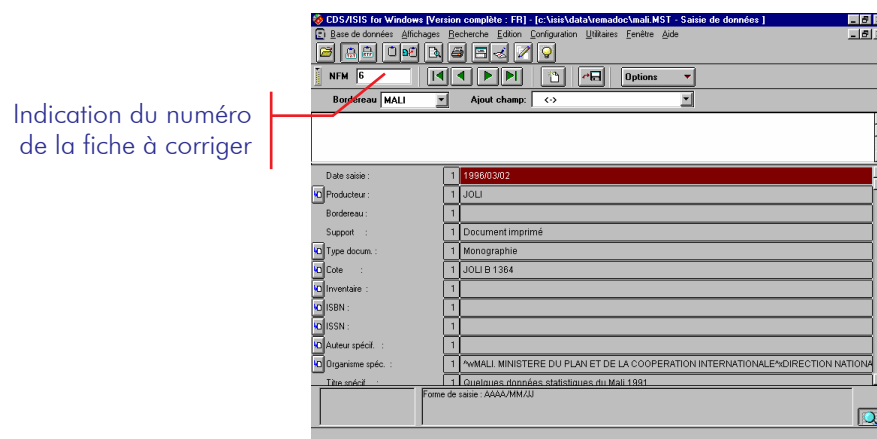 CDS/ISIS for Windows [Version complète : FR] - [c:\isis\data\remadoc\mali.MST - Saisie de données ]
Base de données Affichages Recherche Edition Configuration Utilitaires Fenêtre Aide
NFM 6 Options
Bordereau MALI Ajout champ: <->
Indication du numéro
de la fiche à corriger
Date saisie : 1 1996/03/02
Producteur : 1 JOLI
Bordereau : 1
Support : 1 Document imprimé
Type docum. : 1 Monographie
Cote : 1 JOLI B 1364
Inventaire : 1
ISBN : 1
ISSN : 1
Auteur spécif. : 1
Organisme spéc. : 1 ^wMALI. MINISTERE DU PLAN ET DE LA COOPERATION INTERNATIONALE^xDIRECTION NATIONA
Titre spécif. : 1 Quelques données statistiques du Mali 1991
Forme de saisie : AAAA/MM/JJ